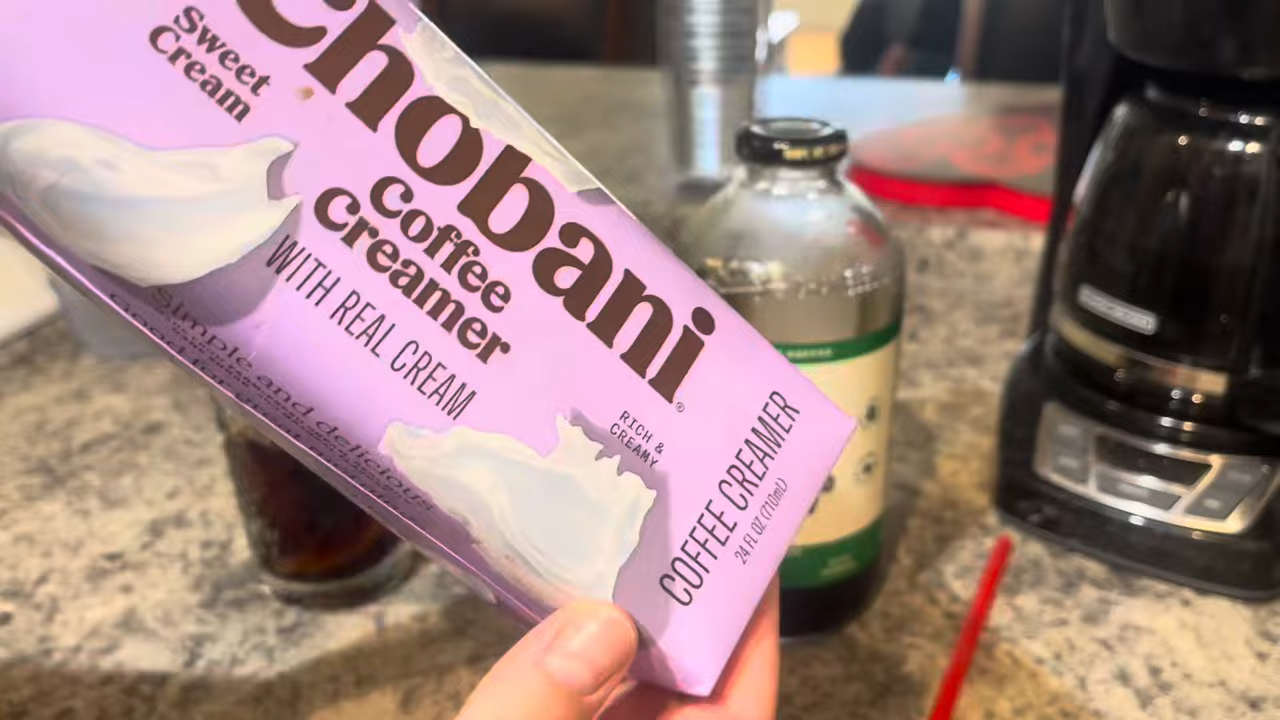 Chobani
Sweet
Cream
coffee
creamer
WITH REAL CREAM
Simple and delicious
RICH &
CREAMY
COFFEE CREAMER
24 FL OZ (710mL)